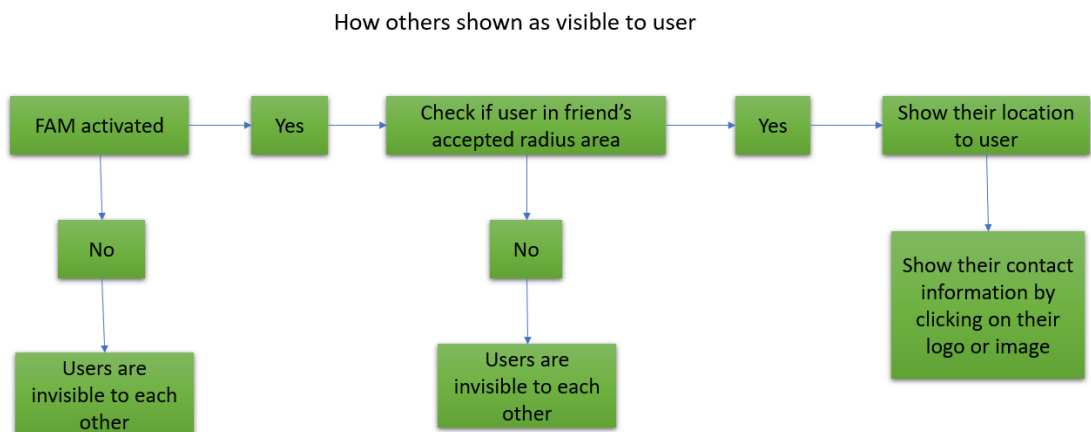 How others shown as visible to user
FAM activated
Yes
Check if user in friend's
accepted radius area
Yes
Show their location
to user
No
No
Show their contact
information by
clicking on their
logo or image
Users are
invisible to each
other
Users are
invisible to each
other